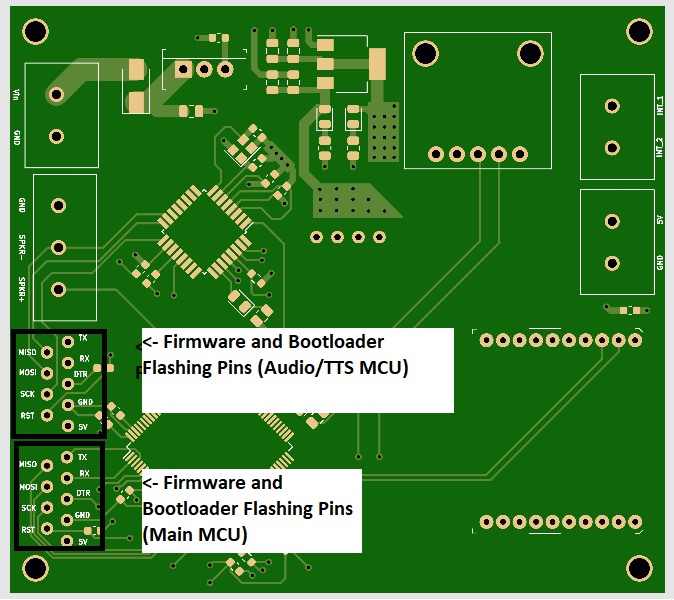 Vin
GND
GND
SPKR-
SPKR+
INT_1
INT_2
5V
GND
TX
MISO
RX
MOSI
DTR
SCK
GND
RST
5V
<- Firmware and Bootloader
Flashing Pins (Audio/TTS MCU)
TX
MISO
RX
MOSI
DTR
SCK
GND
RST
5V
<- Firmware and
Bootloader Flashing Pins
(Main MCU)